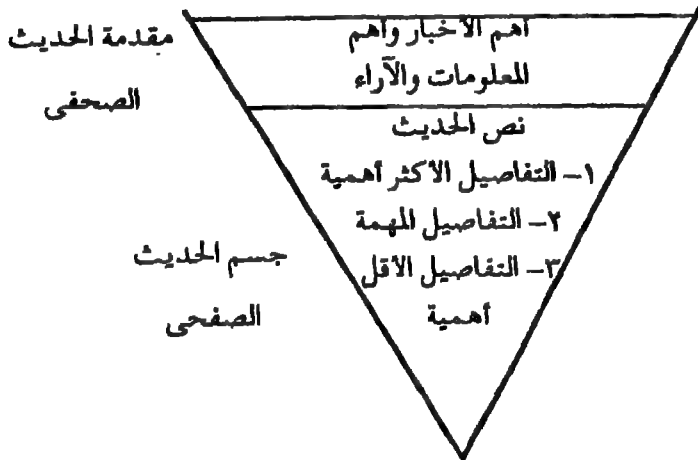 مقدمة الحديث
الصحفى
أهم الأخبار وأهم
المعلومات والآراء
نص الحديث
١– التفاصيل الأكثر أهمية
٢– التفاصيل المهمة
٣– التفاصيل الأقل
أهمية
جسم الحديث
الصفحى